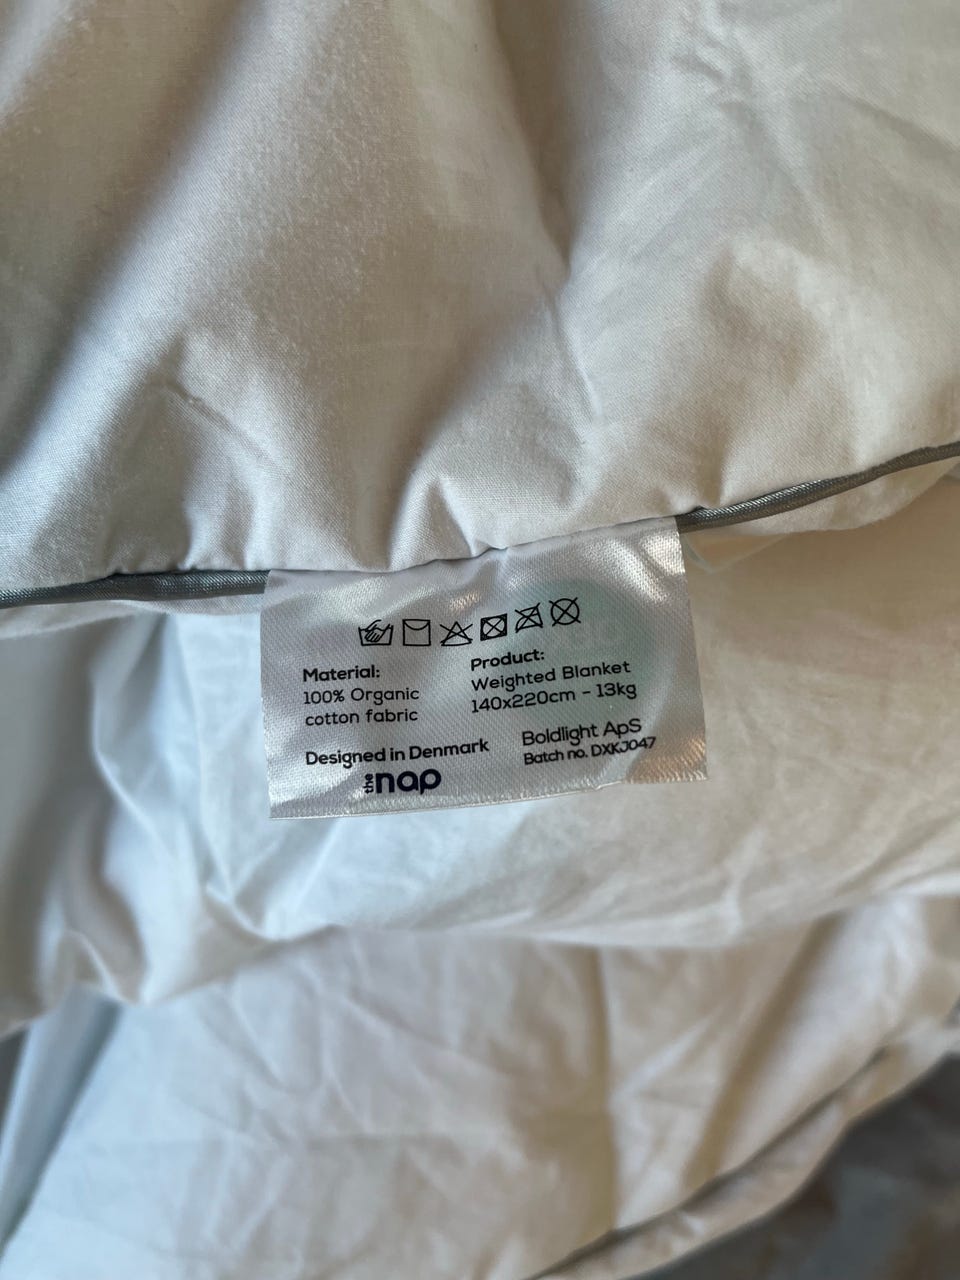 Material:
100% Organic
cotton fabric
Product:
Weighted Blanket
140x220cm - 13kg
Designed in Denmark
the nap
Boldlight ApS
Batch no. DXKJ047